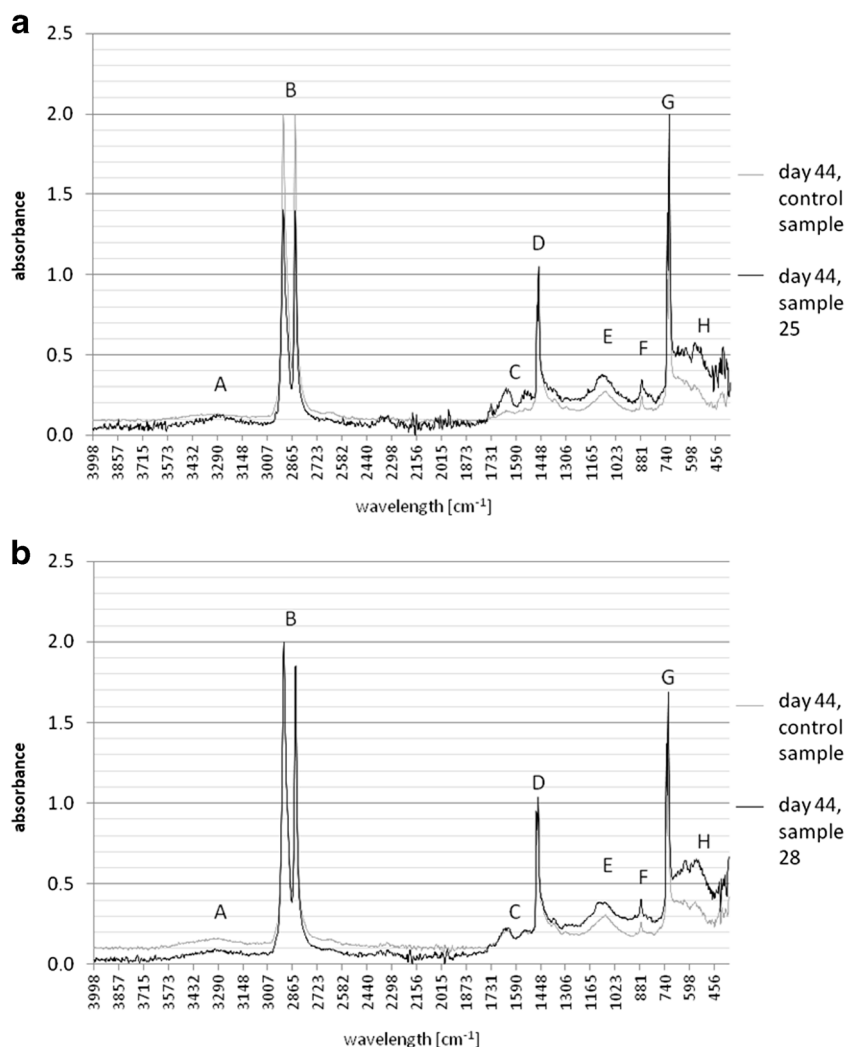 a
2.5
2.0
1.5
1.0
0.5
0.0
absorbance
A
B
C
D
E
F
G
H
3998
3857
3715
3573
3432
3290
3148
3007
2865
2723
2582
2440
2298
2156
2015
1873
1731
1590
1448
1306
1165
1023
881
740
598
456
wavelength [cm-1]
day 44,
control
sample
day 44,
sample
25
b
2.5
2.0
1.5
1.0
0.5
0.0
absorbance
A
B
C
D
E
F
G
H
3998
3857
3715
3573
3432
3290
3148
3007
2865
2723
2582
2440
2298
2156
2015
1873
1731
1590
1448
1306
1165
1023
881
740
598
456
wavelength [cm-1]
day 44,
control
sample
day 44,
sample
28